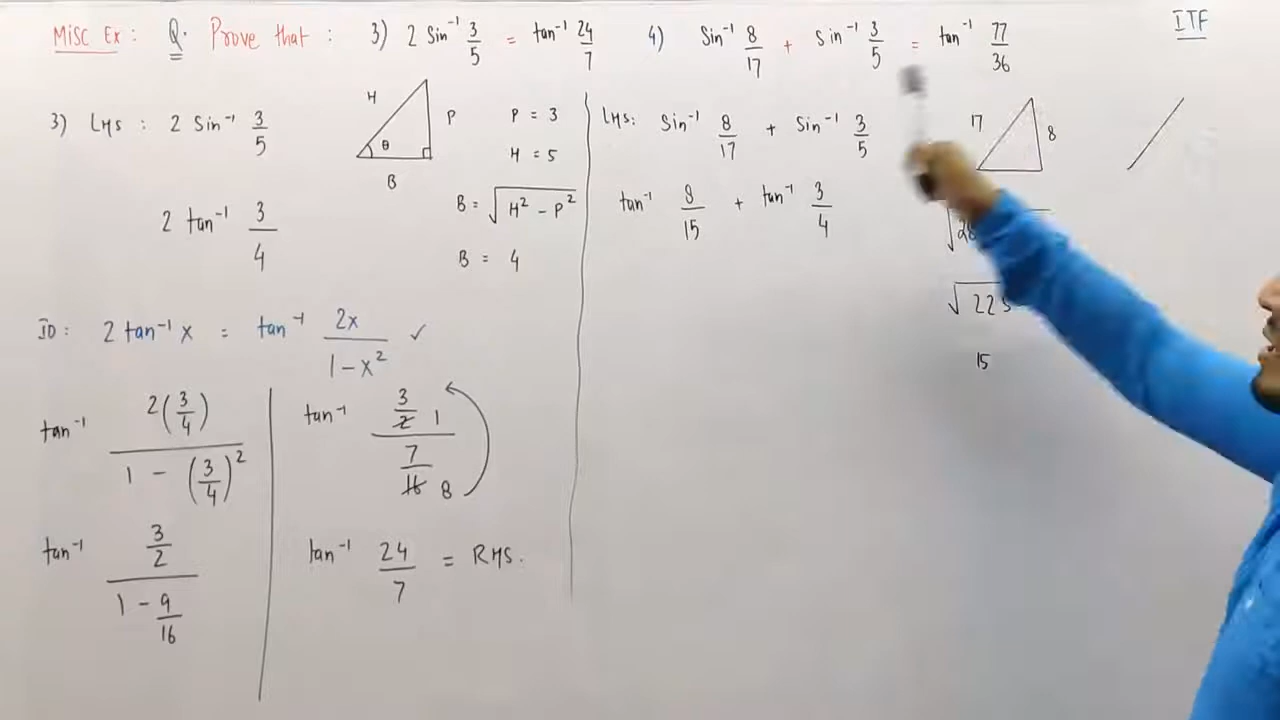 Misc Ex : Q. Prove that : 3) 2 Sin⁻¹ 3/5 = tan⁻¹ 24/7 4) Sin⁻¹ 8/17 + sin⁻¹ 3/5 = tan⁻¹ 77/36 ITF
3) LHS : 2 Sin⁻¹ 3/5
2 tan⁻¹ 3/4
H P θ B
P = 3
H = 5
B = √(H² - P²)
B = 4
ID : 2 tan⁻¹ x = tan⁻¹ 2x/(1-x²) ✓
tan⁻¹ 2(3/4)/(1 - (3/4)²)
tan⁻¹ (3/2)/(1 - 9/16)
tan⁻¹ (3/2 1)/(7/16 8)
tan⁻¹ 24/7 = RHS.
LHS: Sin⁻¹ 8/17 + Sin⁻¹ 3/5
tan⁻¹ 8/15 + tan⁻¹ 3/4
17 8
√225
15